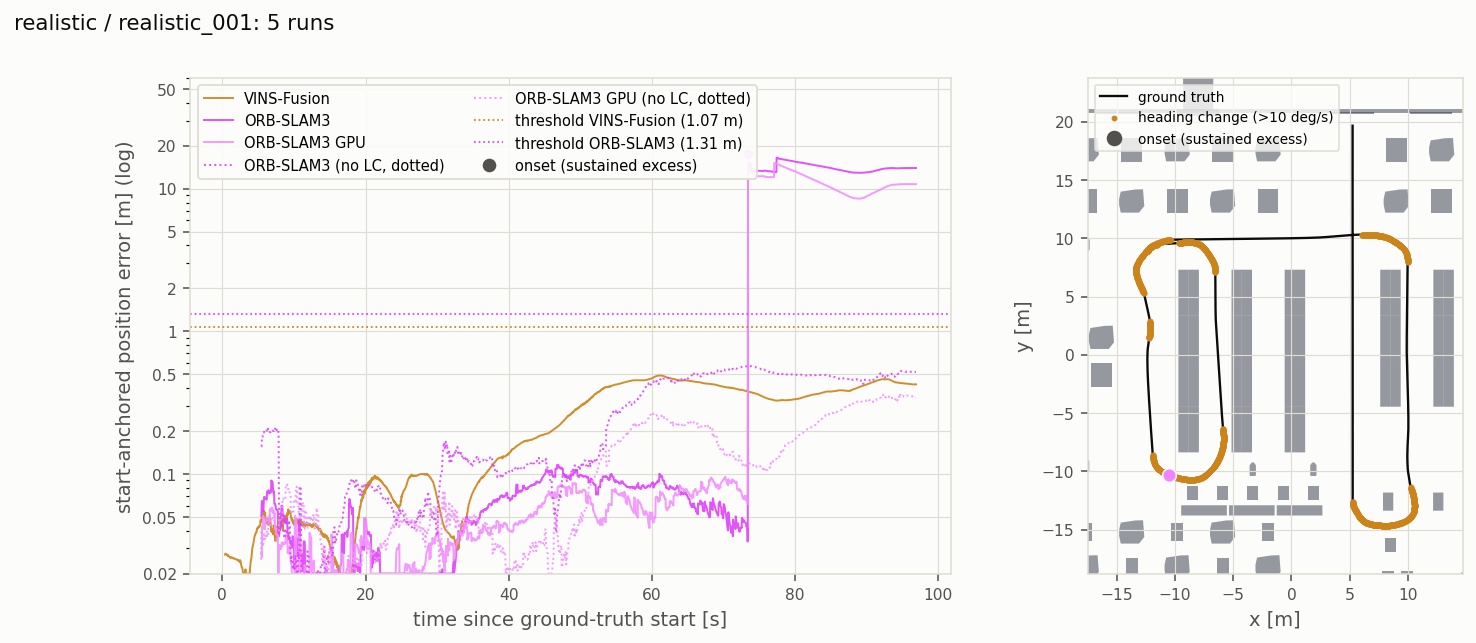 realistic / realistic_001: 5 runs
start-anchored position error [m] (log)
50
20
10
5
2
1
0.5
0.2
0.1
0.05
0.02
VINS-Fusion
ORB-SLAM3
ORB-SLAM3 GPU
ORB-SLAM3 (no LC, dotted)
ORB-SLAM3 GPU (no LC, dotted)
threshold VINS-Fusion (1.07 m)
threshold ORB-SLAM3 (1.31 m)
onset (sustained excess)
0 20 40 60 80 100
time since ground-truth start [s]
y [m]
20
15
10
5
0
−5
−10
−15
ground truth
heading change (>10 deg/s)
onset (sustained excess)
−15 −10 −5 0 5 10
x [m]